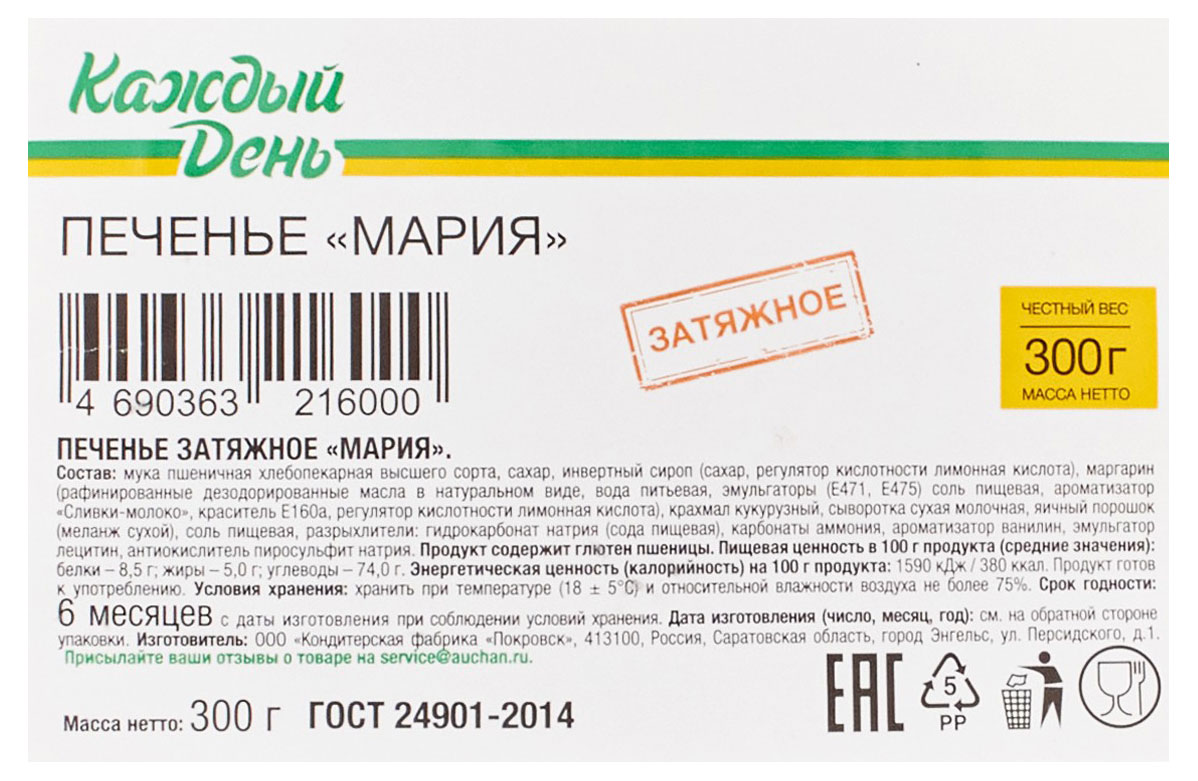 Каждый
День
ПЕЧЕНЬЕ «МАРИЯ»
ЗАТЯЖНОЕ
ЧЕСТНЫЙ ВЕС
300г
МАССА НЕТТО
4 690363 216000
ПЕЧЕНЬЕ ЗАТЯЖНОЕ «МАРИЯ».
Состав: мука пшеничная хлебопекарная высшего сорта, сахар, инвертный сироп (сахар, регулятор кислотности лимонная кислота), маргарин
(рафинированные дезодорированные масла в натуральном виде, вода питьевая, эмульгаторы (Е471, Е475) соль пищевая, ароматизатор
«Сливки-молоко», краситель Е160а, регулятор кислотности лимонная кислота), крахмал кукурузный, сыворотка сухая молочная, яичный порошок
(меланж сухой), соль пищевая, разрыхлители: гидрокарбонат натрия (сода пищевая), карбонаты аммония, ароматизатор ванилин, эмульгатор
лецитин, антиокислитель пиросульфит натрия. Продукт содержит глютен пшеницы. Пищевая ценность в 100 г продукта (средние значения):
белки – 8,5 г; жиры – 5,0 г; углеводы – 74,0 г. Энергетическая ценность (калорийность) на 100 г продукта: 1590 кДж / 380 ккал. Продукт готов
к употреблению. Условия хранения: хранить при температуре (18 ± 5°С) и относительной влажности воздуха не более 75%. Срок годности:
6 месяцев с даты изготовления при соблюдении условий хранения. Дата изготовления (число, месяц, год): см. на обратной стороне
упаковки. Изготовитель: ООО «Кондитерская фабрика «Покровск», 413100, Россия, Саратовская область, город Энгельс, ул. Персидского, д.1.
Присылайте ваши отзывы о товаре на service@auchan.ru.
Масса нетто: 300 г ГОСТ 24901-2014
ЕАС
5
PP